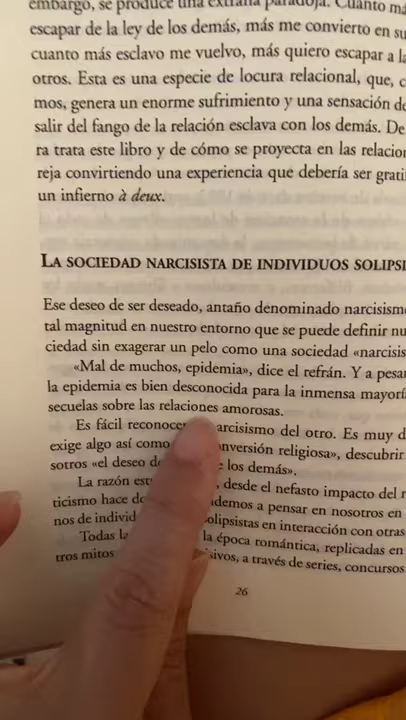 embargo, se produce una extraña paradoja. Cuanto má
escapar de la ley de los demás, más me convierto en su
cuanto más esclavo me vuelvo, más quiero escapar a la
otros. Esta es una especie de locura relacional, que, c
mos, genera un enorme sufrimiento y una sensación de
salir del fango de la relación esclava con los demás. De
ra trata este libro y de cómo se proyecta en las relacion
reja convirtiendo una experiencia que debería ser grati
un infierno à deux.
LA SOCIEDAD NARCISISTA DE INDIVIDUOS SOLIPSI
Ese deseo de ser deseado, antaño denominado narcisismo
tal magnitud en nuestro entorno que se puede definir nu
ciedad sin exagerar un pelo como una sociedad «narcisis
«Mal de muchos, epidemia», dice el refrán. Y a pesar
la epidemia es bien desconocida para la inmensa mayorí
secuelas sobre las relaciones amorosas.
Es fácil reconocer arcisismo del otro. Es muy d
exige algo así como onversión religiosa», descubrir
sotros «el deseo de e los demás».
La razón est , desde el nefasto impacto del r
ticismo hace do demos a pensar en nosotros en
nos de individ solipsistas en interacción con otras
Todas la la época romántica, replicadas en
tros mitos sivos, a través de series, concursos
26